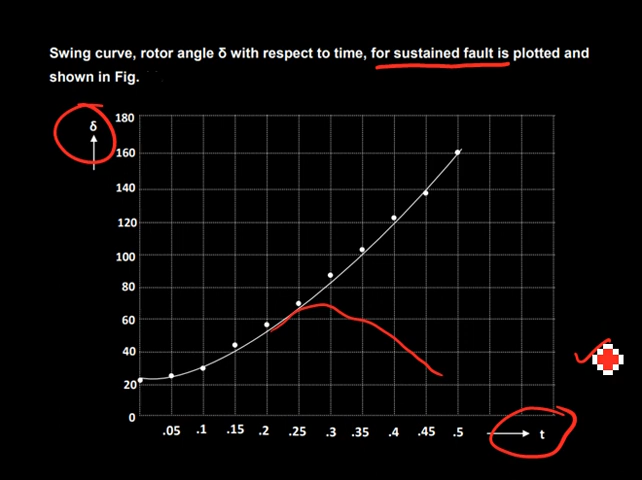 Swing curve, rotor angle δ with respect to time, for sustained fault is plotted and
shown in Fig.
δ
180
160
140
120
100
80
60
40
20
0
.05 .1 .15 .2 .25 .3 .35 .4 .45 .5 t